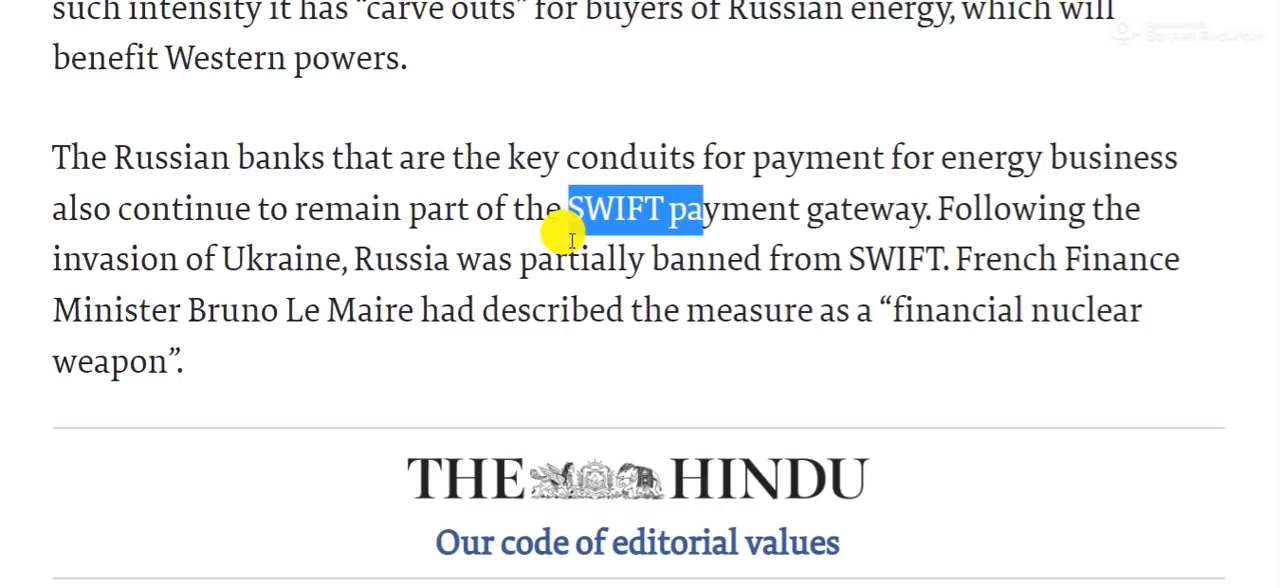 such intensity it has “carve outs” for buyers of Russian energy, which will
benefit Western powers.
The Russian banks that are the key conduits for payment for energy business
also continue to remain part of the SWIFT payment gateway. Following the
invasion of Ukraine, Russia was partially banned from SWIFT. French Finance
Minister Bruno Le Maire had described the measure as a “financial nuclear
weapon”.
THE HINDU
Our code of editorial values